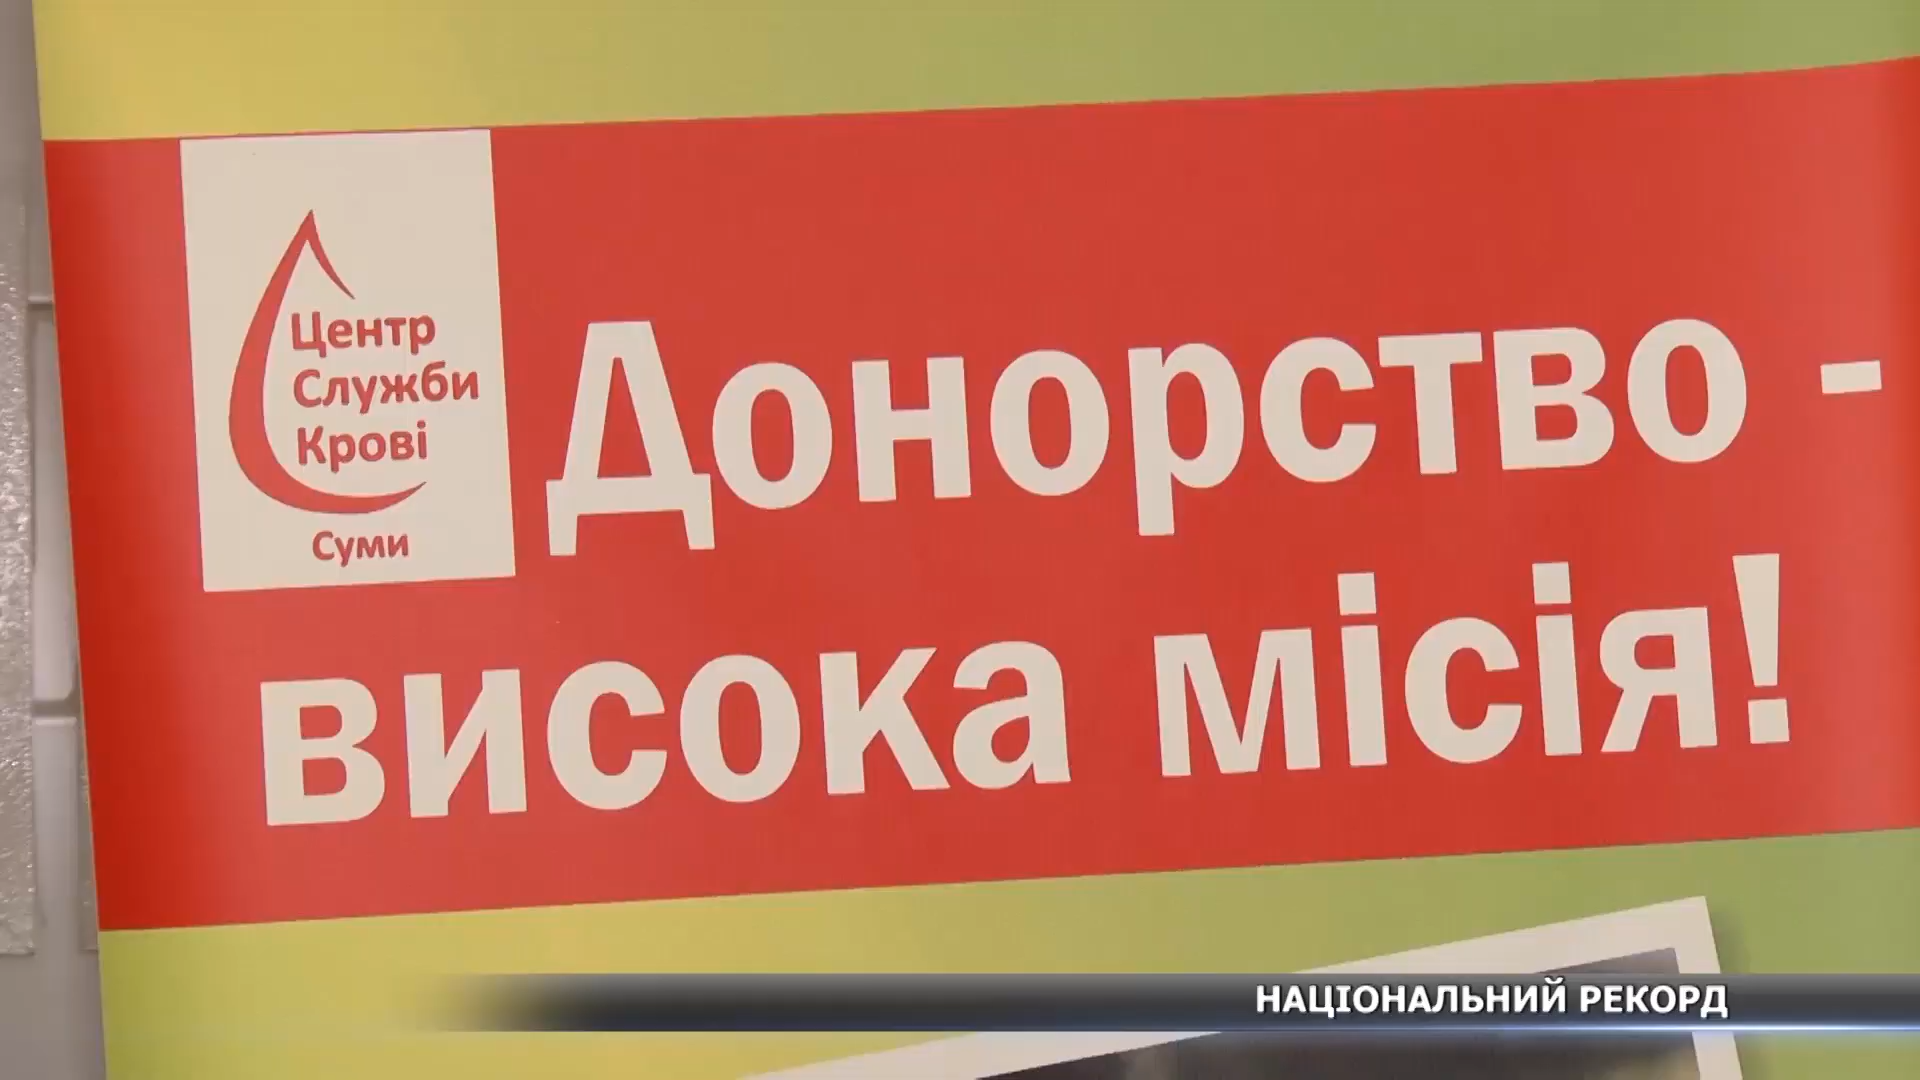 Центр
Служби
Крові
Суми
Донорство -
висока місія!
НАЦІОНАЛЬНИЙ РЕКОРД